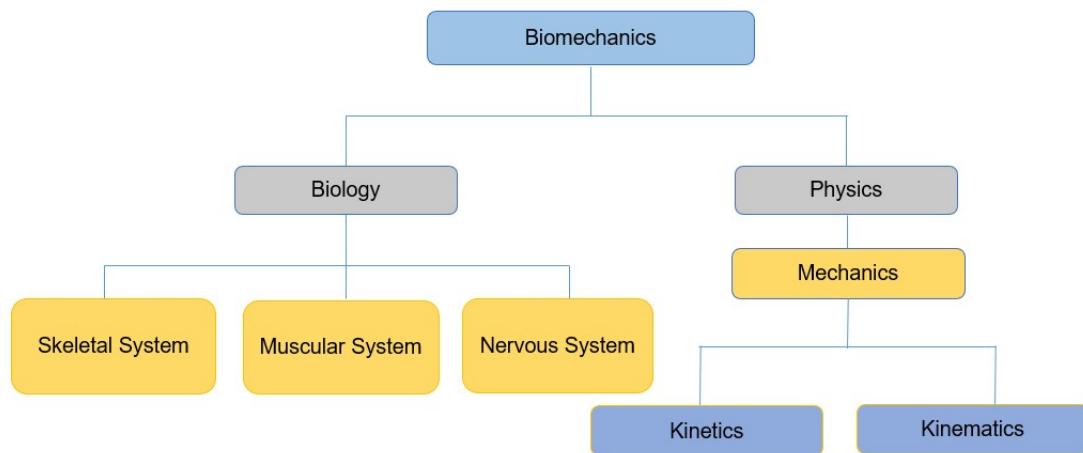 Biomechanics
Biology
Physics
Mechanics
Skeletal System
Muscular System
Nervous System
Kinetics
Kinematics